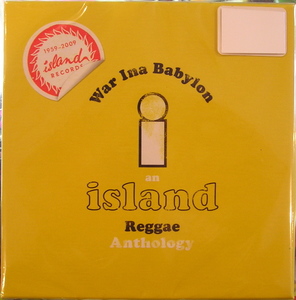 1959-2009
island
RECORDS
War Ina Babylon
i
an
island
Reggae
Anthology